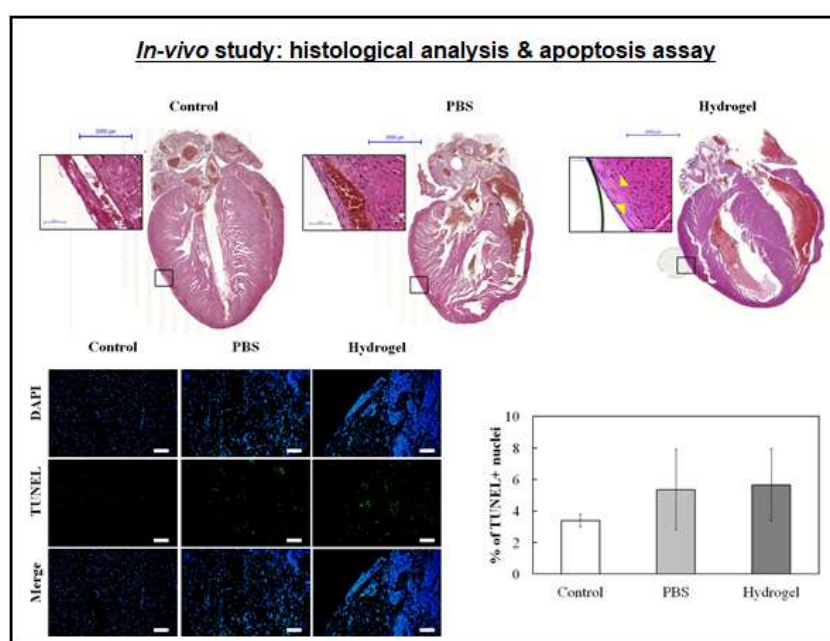 In-vivo study: histological analysis & apoptosis assay
Control PBS Hydrogel
Control PBS Hydrogel
DAPI
TUNEL
Merge
% of TUNEL+ nuclei
10
8
6
4
2
0
Control PBS Hydrogel